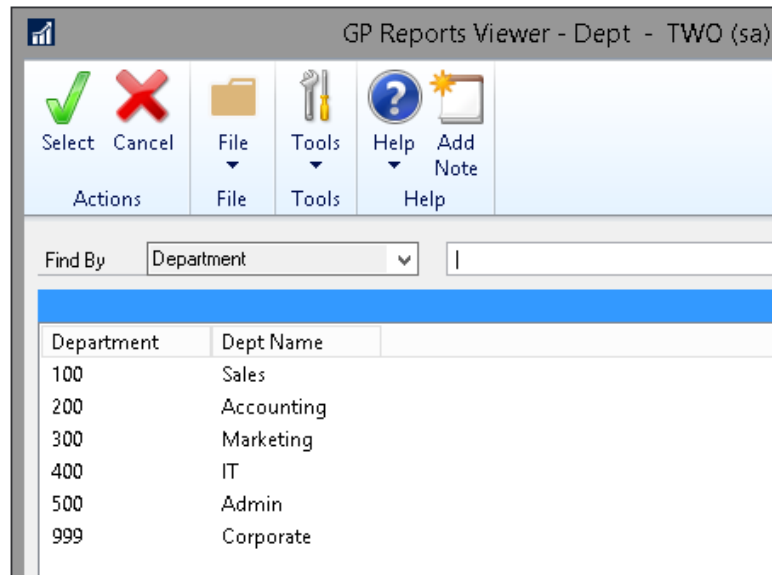 GP Reports Viewer - Dept - TWO (sa)
Select Cancel File Tools Help Add Note
Actions File Tools Help
Find By Department
Department Dept Name
100 Sales
200 Accounting
300 Marketing
400 IT
500 Admin
999 Corporate